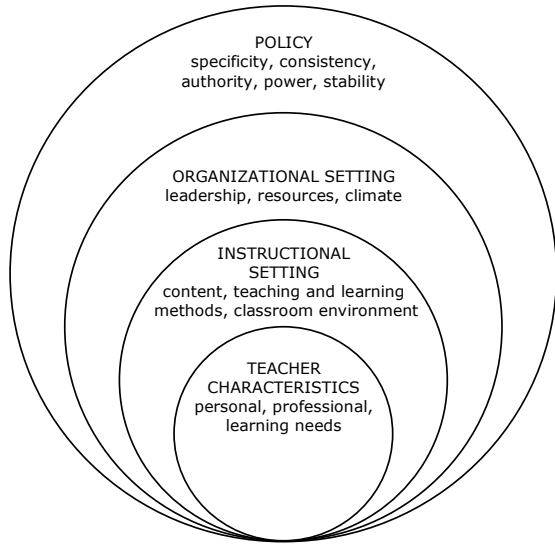 POLICY
specificity, consistency,
authority, power, stability
ORGANIZATIONAL SETTING
leadership, resources, climate
INSTRUCTIONAL
SETTING
content, teaching and learning
methods, classroom environment
TEACHER
CHARACTERISTICS
personal, professional,
learning needs